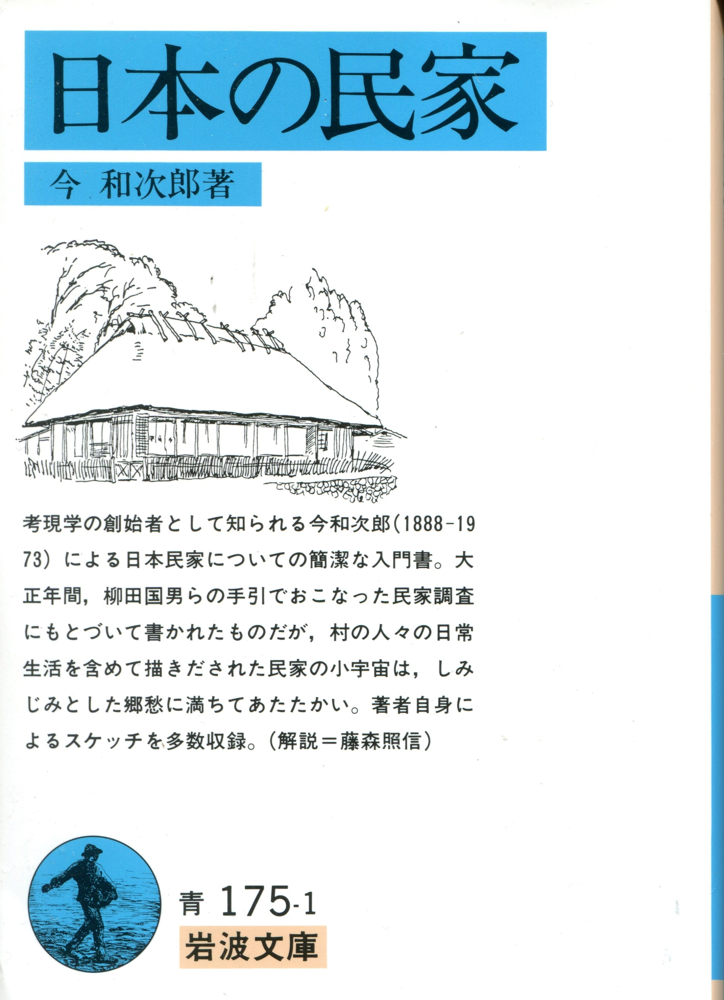 日本の民家
今 和次郎著
考現学の創始者として知られる今和次郎(1888-19
73) による日本民家についての簡潔な入門書。大
正年間，柳田国男らの手引でおこなった民家調査
にもとづいて書かれたものだが，村の人々の日常
生活を含めて描きだされた民家の小宇宙は，しみ
じみとした郷愁に満ちてあたたかい。著者自身に
よるスケッチを多数収録。(解説＝藤森照信)
青 175-1
岩波文庫